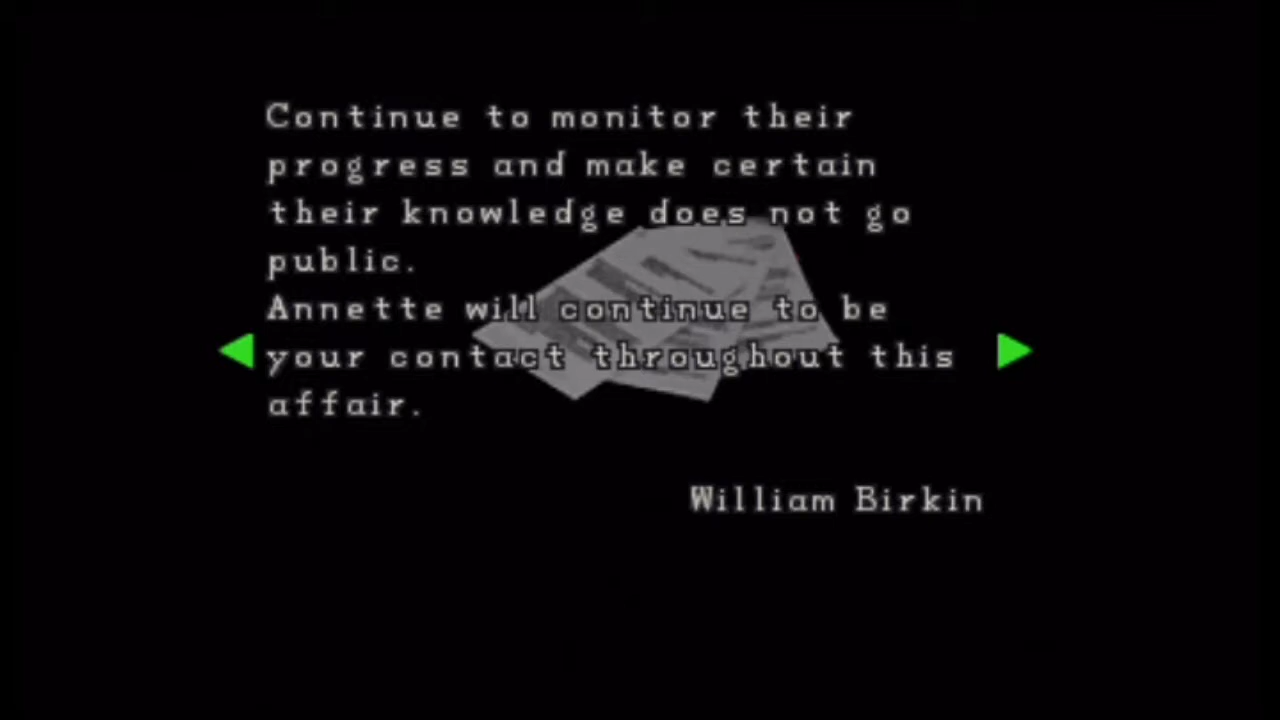 Continue to monitor their
progress and make certain
their knowledge does not go
public.
Annette will continue to be
your contact throughout this
affair.
William Birkin